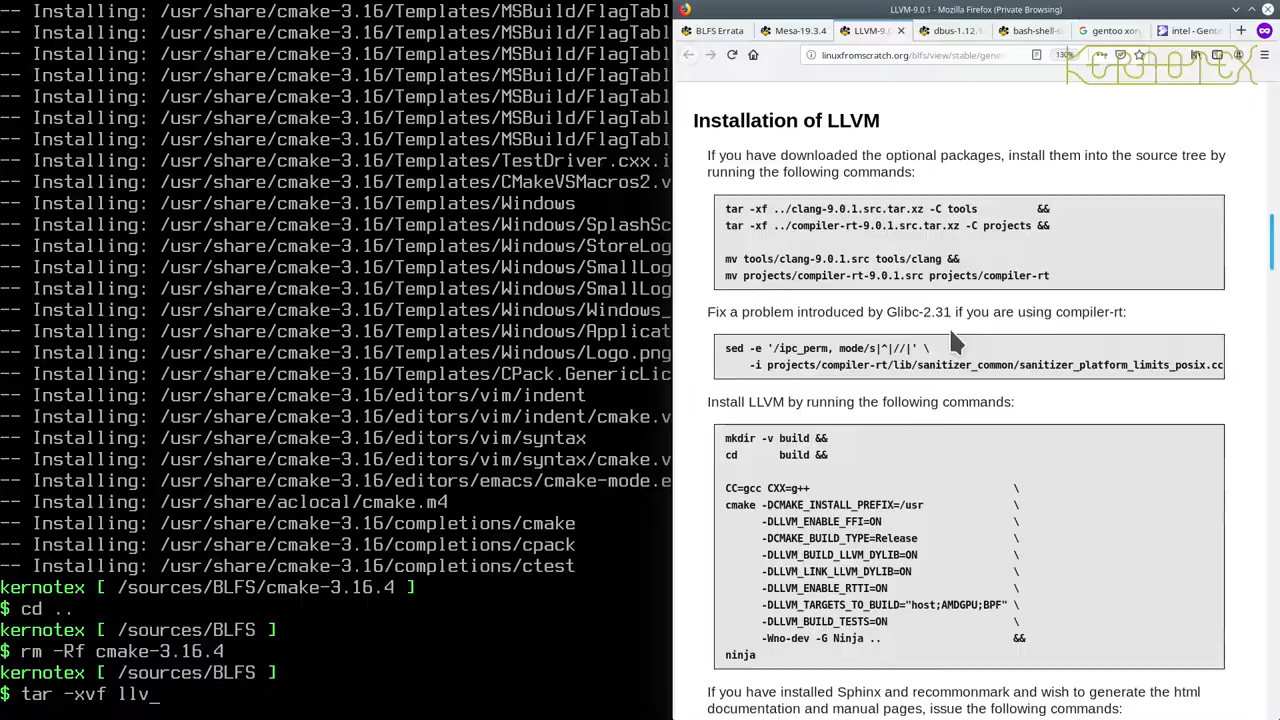 -- Installing: /usr/share/cmake-3.16/Templates/MSBuild/FlagTabl
-- Installing: /usr/share/cmake-3.16/Templates/MSBuild/FlagTabl
-- Installing: /usr/share/cmake-3.16/Templates/MSBuild/FlagTabl
-- Installing: /usr/share/cmake-3.16/Templates/MSBuild/FlagTabl
-- Installing: /usr/share/cmake-3.16/Templates/MSBuild/FlagTabl
-- Installing: /usr/share/cmake-3.16/Templates/MSBuild/FlagTabl
-- Installing: /usr/share/cmake-3.16/Templates/MSBuild/FlagTabl
-- Installing: /usr/share/cmake-3.16/Templates/TestDriver.cxx.i
-- Installing: /usr/share/cmake-3.16/Templates/CMakeVSMacros2.v
-- Installing: /usr/share/cmake-3.16/Templates/Windows
-- Installing: /usr/share/cmake-3.16/Templates/Windows/SplashSc
-- Installing: /usr/share/cmake-3.16/Templates/Windows/StoreLog
-- Installing: /usr/share/cmake-3.16/Templates/Windows/SmallLog
-- Installing: /usr/share/cmake-3.16/Templates/Windows/SmallLog
-- Installing: /usr/share/cmake-3.16/Templates/Windows/Windows_
-- Installing: /usr/share/cmake-3.16/Templates/Windows/Applicat
-- Installing: /usr/share/cmake-3.16/Templates/Windows/Logo.png
-- Installing: /usr/share/cmake-3.16/Templates/CPack.GenericLic
-- Installing: /usr/share/cmake-3.16/editors/vim/indent
-- Installing: /usr/share/cmake-3.16/editors/vim/indent/cmake.v
-- Installing: /usr/share/cmake-3.16/editors/vim/syntax
-- Installing: /usr/share/cmake-3.16/editors/vim/syntax/cmake.v
-- Installing: /usr/share/cmake-3.16/editors/emacs/cmake-mode.e
-- Installing: /usr/share/aclocal/cmake.m4
-- Installing: /usr/share/cmake-3.16/completions/cmake
-- Installing: /usr/share/cmake-3.16/completions/cpack
-- Installing: /usr/share/cmake-3.16/completions/ctest
kernotex [ /sources/BLFS/cmake-3.16.4 ]
$ cd ..
kernotex [ /sources/BLFS ]
$ rm -Rf cmake-3.16.4
kernotex [ /sources/BLFS ]
$ tar -xvf llv_
LLVM-9.0.1 - Mozilla Firefox (Private Browsing)
BLFS Errata
Mesa-19.3.4
LLVM-9.0
dbus-1.12.1
bash-shell-s
gentoo xorg
intel - Gento
linuxfromscratch.org/blfs/view/stable/gener
130%
KERNOTEX
Installation of LLVM
If you have downloaded the optional packages, install them into the source tree by
running the following commands:
tar -xf ../clang-9.0.1.src.tar.xz -C tools &&
tar -xf ../compiler-rt-9.0.1.src.tar.xz -C projects &&
mv tools/clang-9.0.1.src tools/clang &&
mv projects/compiler-rt-9.0.1.src projects/compiler-rt
Fix a problem introduced by Glibc-2.31 if you are using compiler-rt:
sed -e '/ipc_perm, mode/s|^|//|' \
-i projects/compiler-rt/lib/sanitizer_common/sanitizer_platform_limits_posix.cc
Install LLVM by running the following commands:
mkdir -v build &&
cd build &&
CC=gcc CXX=g++ \
cmake -DCMAKE_INSTALL_PREFIX=/usr \
-DLLVM_ENABLE_FFI=ON \
-DCMAKE_BUILD_TYPE=Release \
-DLLVM_BUILD_LLVM_DYLIB=ON \
-DLLVM_LINK_LLVM_DYLIB=ON \
-DLLVM_ENABLE_RTTI=ON \
-DLLVM_TARGETS_TO_BUILD="host;AMDGPU;BPF" \
-DLLVM_BUILD_TESTS=ON \
-Wno-dev -G Ninja .. &&
ninja
If you have installed Sphinx and recommonmark and wish to generate the html
documentation and manual pages, issue the following commands: